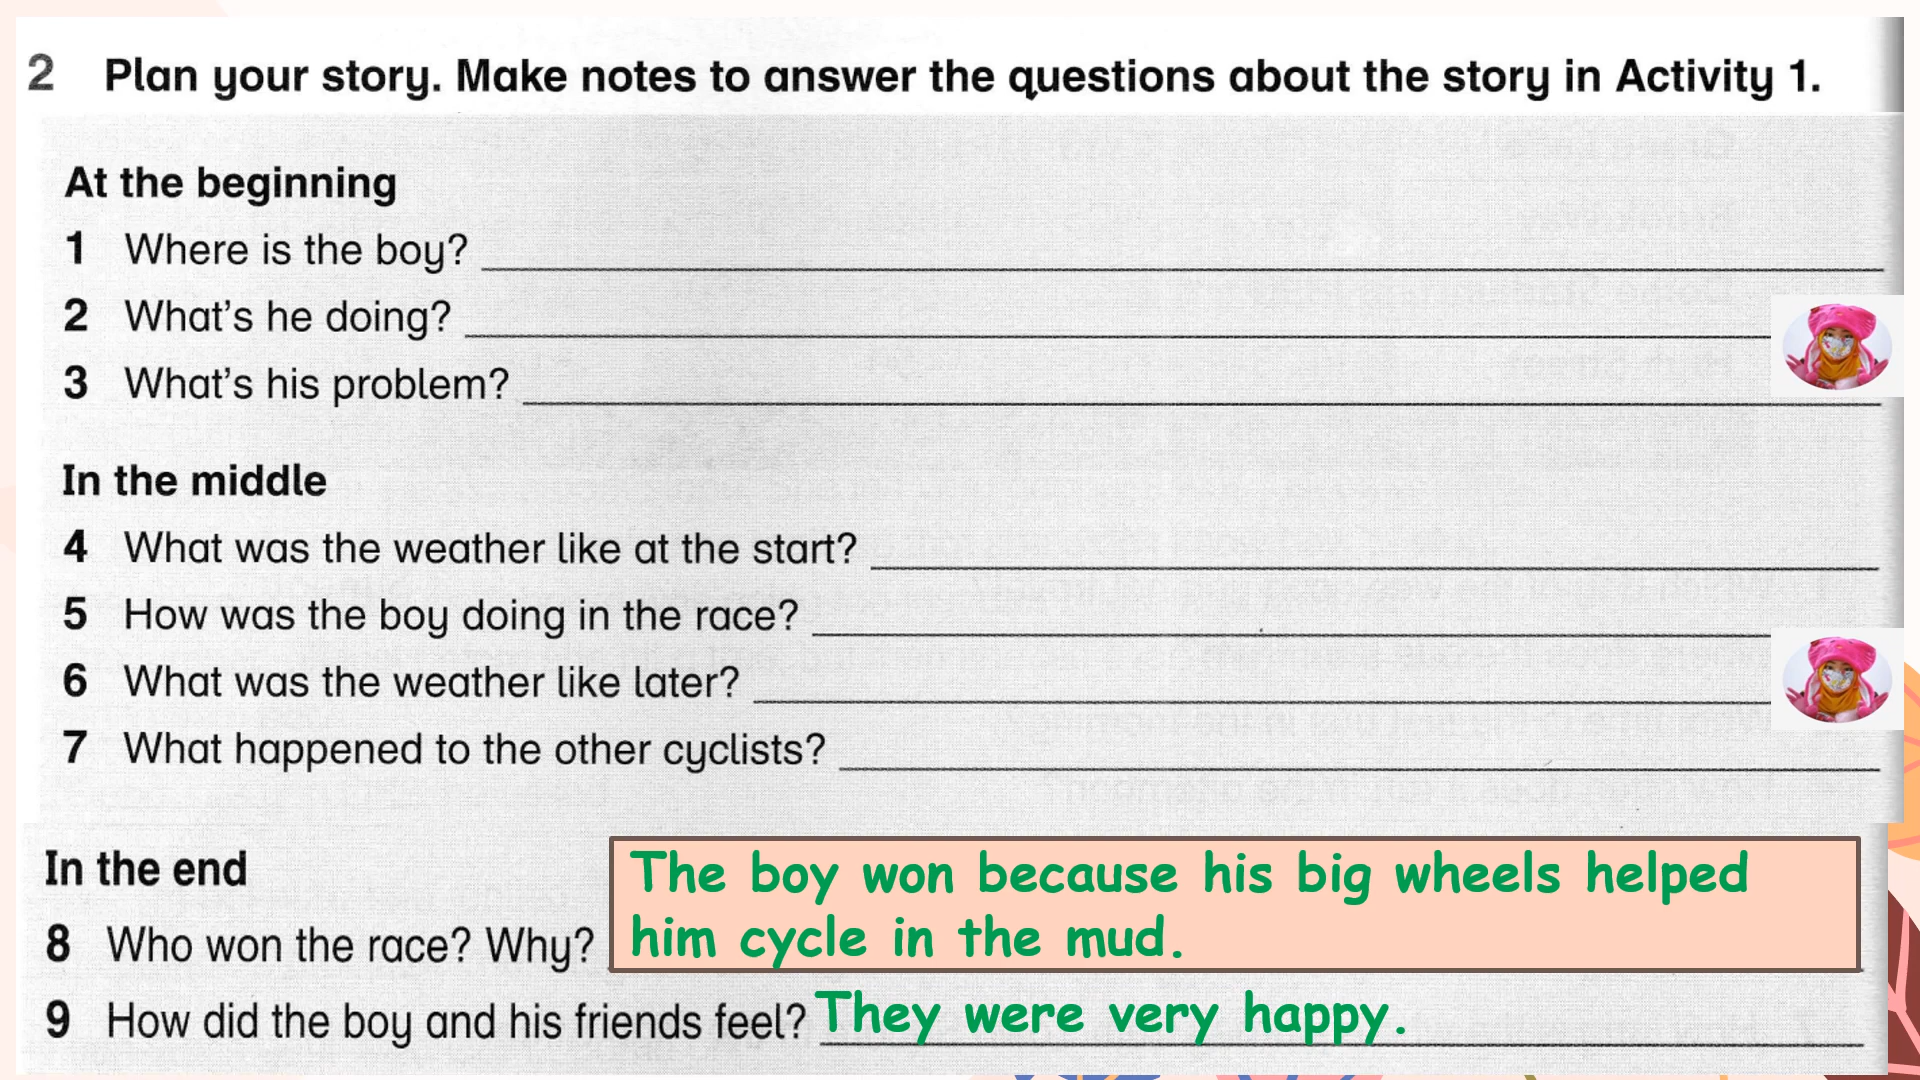 2 Plan your story. Make notes to answer the questions about the story in Activity 1.
At the beginning
1 Where is the boy?
2 What's he doing?
3 What's his problem?
In the middle
4 What was the weather like at the start?
5 How was the boy doing in the race?
6 What was the weather like later?
7 What happened to the other cyclists?
In the end
8 Who won the race? Why?
The boy won because his big wheels helped
him cycle in the mud.
9 How did the boy and his friends feel? They were very happy.